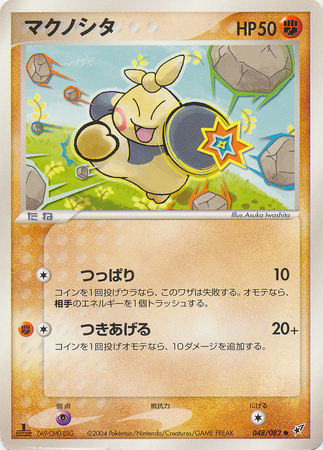 マクノシタ HP50
たね
Illus.Asuka Iwashita
つっぱり 10
コインを1回投げウラなら、このワザは失敗。オモテなら、
相手のエネルギーを1個トラッシュする。
つきあげる 20+
コインを1回投げオモテなら、10ダメージを追加する。
弱点 抵抗力 にげる
1
7A9-CM0-E5G
©2004 Pokémon/Nintendo/Creatures/GAME FREAK
048/082